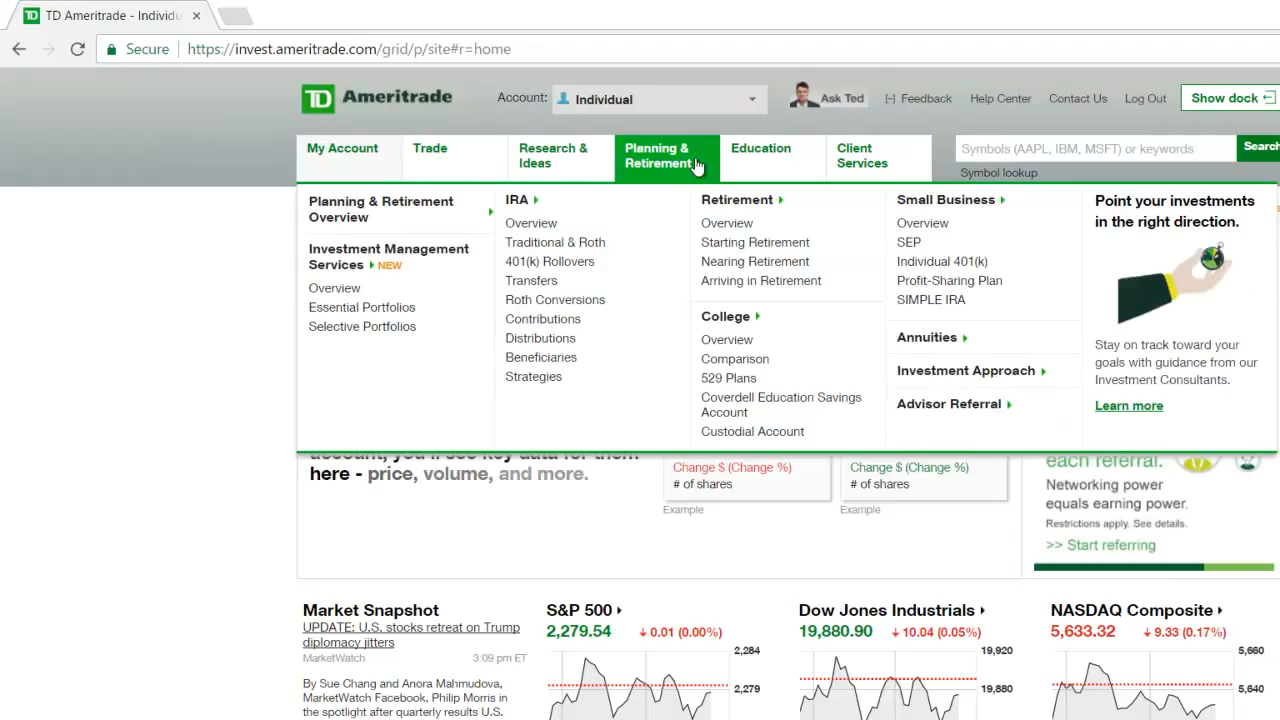 TD Ameritrade - Individu
Secure
https://invest.ameritrade.com/grid/p/site#r=home
TD Ameritrade
Account:
Individual
Ask Ted
[-] Feedback
Help Center
Contact Us
Log Out
Show dock
My Account
Trade
Research &
Ideas
Planning &
Retirement
Education
Client
Services
Symbols (AAPL, IBM, MSFT) or keywords
Search
Symbol lookup
Planning & Retirement
Overview
Investment Management
Services NEW
Overview
Essential Portfolios
Selective Portfolios
IRA
Overview
Traditional & Roth
401(k) Rollovers
Transfers
Roth Conversions
Contributions
Distributions
Beneficiaries
Strategies
Retirement
Overview
Starting Retirement
Nearing Retirement
Arriving in Retirement
College
Overview
Comparison
529 Plans
Coverdell Education Savings
Account
Custodial Account
Small Business
Overview
SEP
Individual 401(k)
Profit-Sharing Plan
SIMPLE IRA
Annuities
Investment Approach
Advisor Referral
Point your investments
in the right direction.
Stay on track toward your
goals with guidance from our
Investment Consultants.
Learn more
account, you'll see key data for them
here - price, volume, and more.
Change $ (Change %)
# of shares
Example
Change $ (Change %)
# of shares
Example
each referral.
Networking power
equals earning power.
Restrictions apply. See details.
>> Start referring
Market Snapshot
UPDATE: U.S. stocks retreat on Trump
diplomacy jitters
MarketWatch
3:09 pm ET
By Sue Chang and Anora Mahmudova,
MarketWatch Facebook, Philip Morris in
the spotlight after quarterly results U.S.
S&P 500
2,279.54
0.01 (0.00%)
2,284
2,279
Dow Jones Industrials
19,880.90
10.04 (0.05%)
19,920
19,880
NASDAQ Composite
5,633.32
9.33 (0.17%)
5,660
5,640